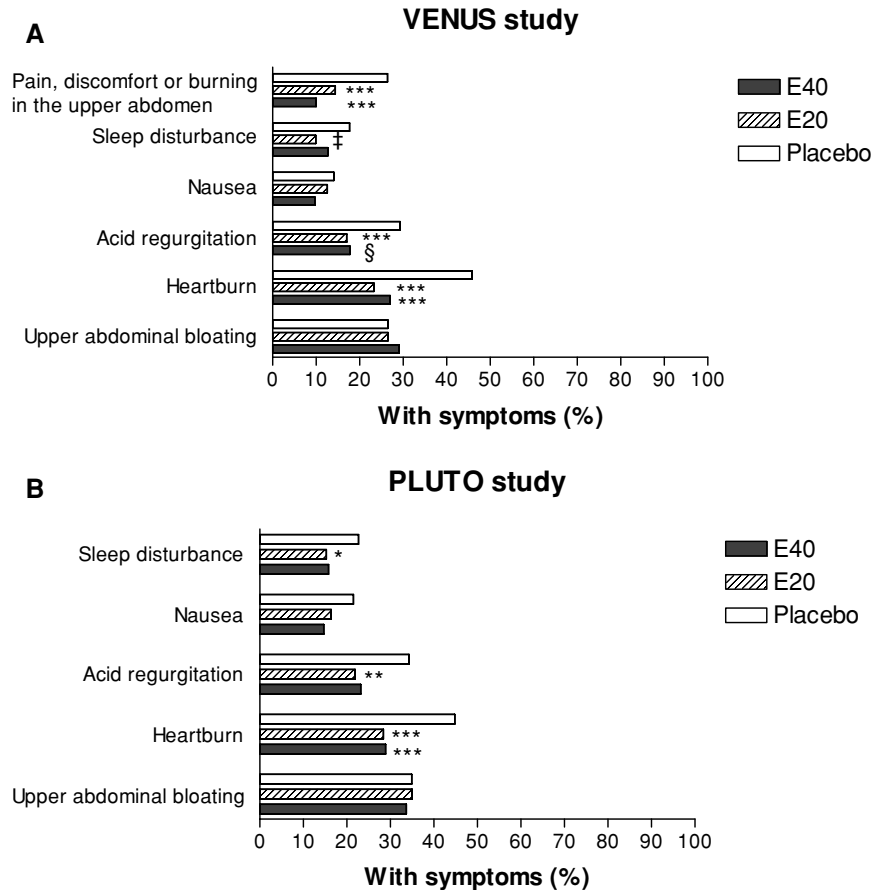 VENUS study
A
Pain, discomfort or burning
in the upper abdomen
***
***
Sleep disturbance
‡
Nausea
Acid regurgitation
***
§
Heartburn
***
***
Upper abdominal bloating
E40
E20
Placebo
0 10 20 30 40 50 60 70 80 90 100
With symptoms (%)
PLUTO study
B
Sleep disturbance
*
Nausea
Acid regurgitation
**
Heartburn
***
***
Upper abdominal bloating
E40
E20
Placebo
0 10 20 30 40 50 60 70 80 90 100
With symptoms (%)